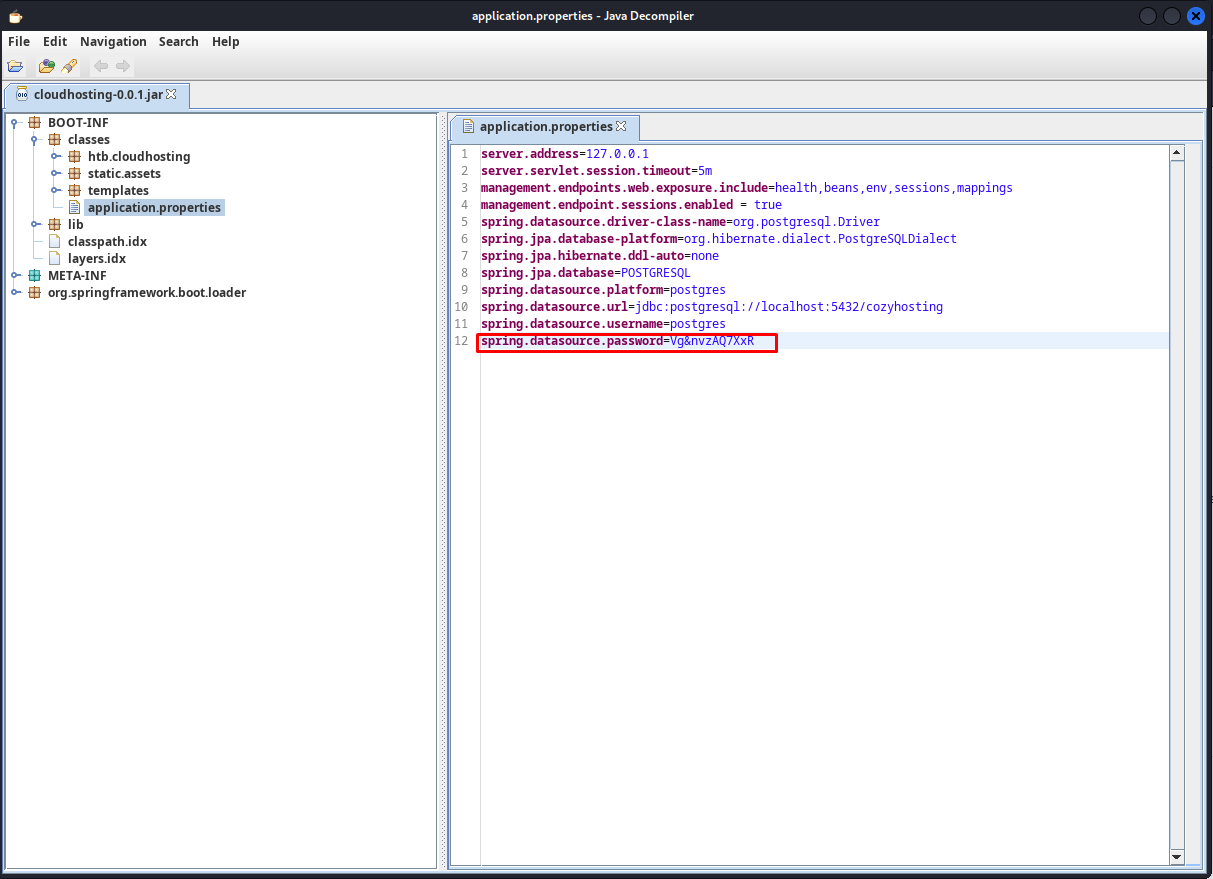 application.properties - Java Decompiler
File Edit Navigation Search Help
cloudhosting-0.0.1.jar
BOOT-INF
classes
htb.cloudhosting
static.assets
templates
application.properties
lib
classpath.idx
layers.idx
META-INF
org.springframework.boot.loader
application.properties
1 server.address=127.0.0.1
2 server.servlet.session.timeout=5m
3 management.endpoints.web.exposure.include=health,beans,env,sessions,mappings
4 management.endpoint.sessions.enabled = true
5 spring.datasource.driver-class-name=org.postgresql.Driver
6 spring.jpa.database-platform=org.hibernate.dialect.PostgreSQLDialect
7 spring.jpa.hibernate.ddl-auto=none
8 spring.jpa.database=POSTGRESQL
9 spring.datasource.platform=postgres
10 spring.datasource.url=jdbc:postgresql://localhost:5432/cozyhosting
11 spring.datasource.username=postgres
12 spring.datasource.password=Vg&nvzAQ7XxR